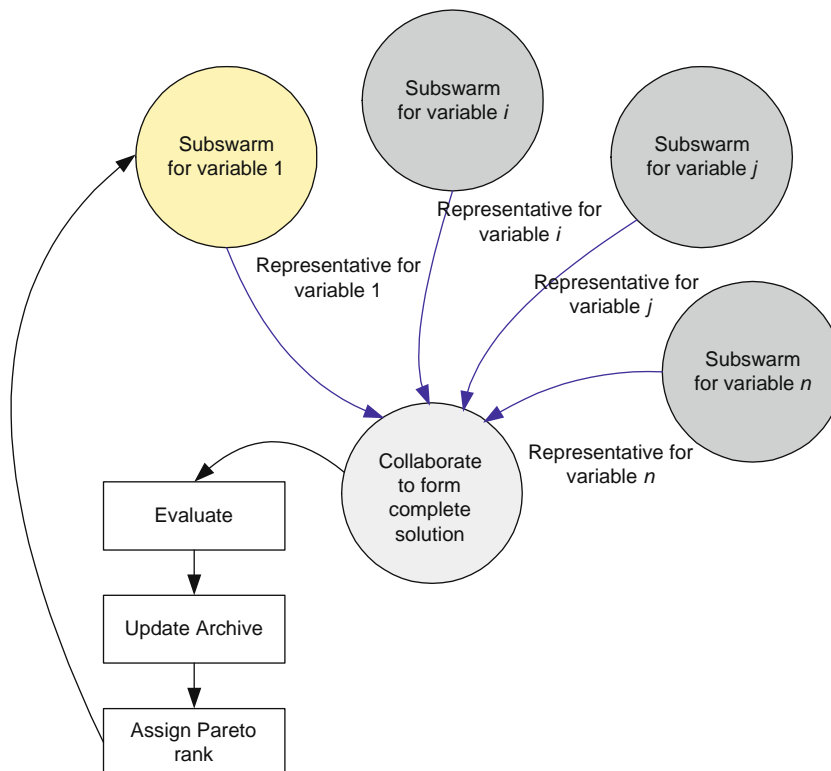 Subswarm
for variable 1
Subswarm
for variable i
Subswarm
for variable j
Representative for
variable i
Representative for
variable 1
Representative for
variable j
Subswarm
for variable n
Representative for
variable n
Collaborate
to form
complete
solution
Evaluate
Update Archive
Assign Pareto
rank